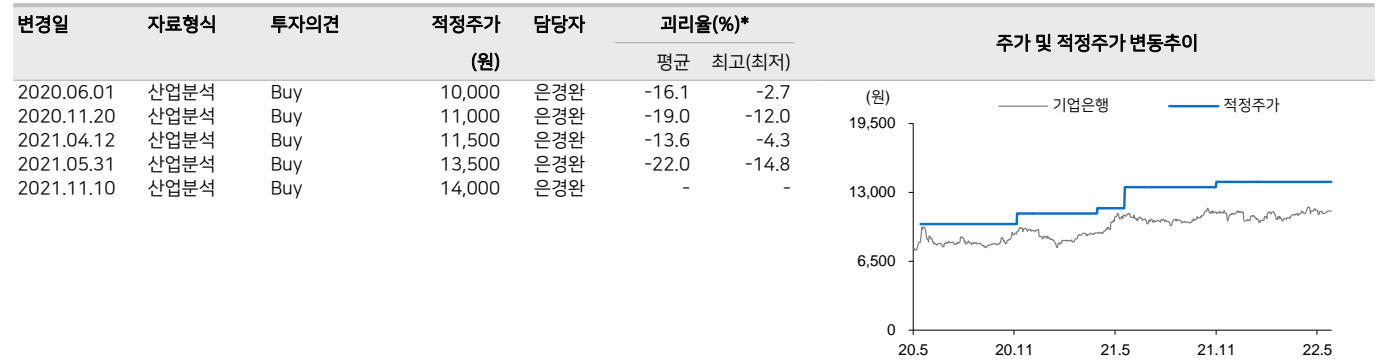 변경일 자료형식 투자의견 적정주가 담당자 괴리율(%)*
(원) 평균 최고(최저)
2020.06.01 산업분석 Buy 10,000 은경완 -16.1 -2.7
2020.11.20 산업분석 Buy 11,000 은경완 -19.0 -12.0
2021.04.12 산업분석 Buy 11,500 은경완 -13.6 -4.3
2021.05.31 산업분석 Buy 13,500 은경완 -22.0 -14.8
2021.11.10 산업분석 Buy 14,000 은경완 - -
주가 및 적정주가 변동추이
(원) 기업은행 적정주가
19,500
13,000
6,500
0
20.5 20.11 21.5 21.11 22.5